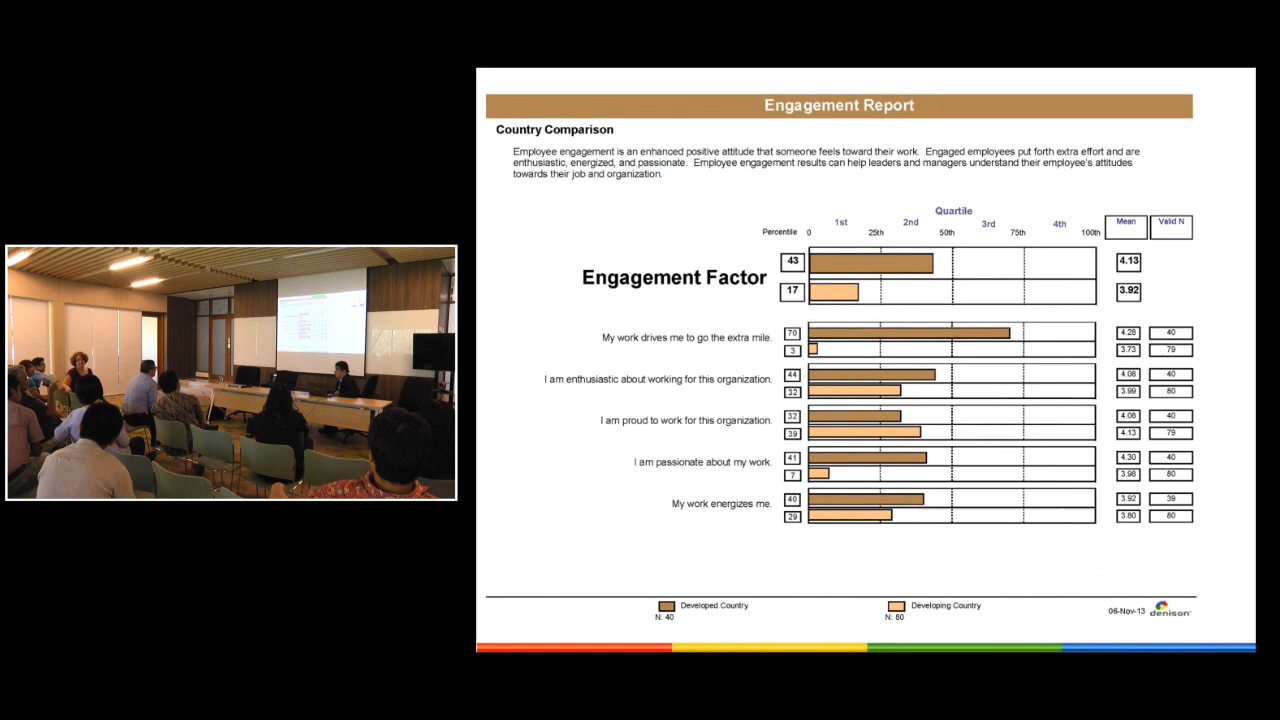 Engagement Report
Country Comparison
Employee engagement is an enhanced positive attitude that someone feels toward their work. Engaged employees put forth extra effort and are
enthusiastic, energized, and passionate. Employee engagement results can help leaders and managers understand their employee's attitudes
towards their job and organization.
Quartile
1st 2nd 3rd 4th
Mean Valid N
Percentile 0 25th 50th 75th 100th
Engagement Factor
43 4.13
17 3.92
My work drives me to go the extra mile.
70 4.28 40
3 3.73 79
I am enthusiastic about working for this organization.
44 4.08 40
32 3.99 80
I am proud to work for this organization.
32 4.08 40
39 4.13 79
I am passionate about my work.
41 4.30 40
7 3.98 80
My work energizes me.
40 3.92 39
29 3.80 80
Developed Country
N: 40
Developing Country
N: 80
06-Nov-13 denison